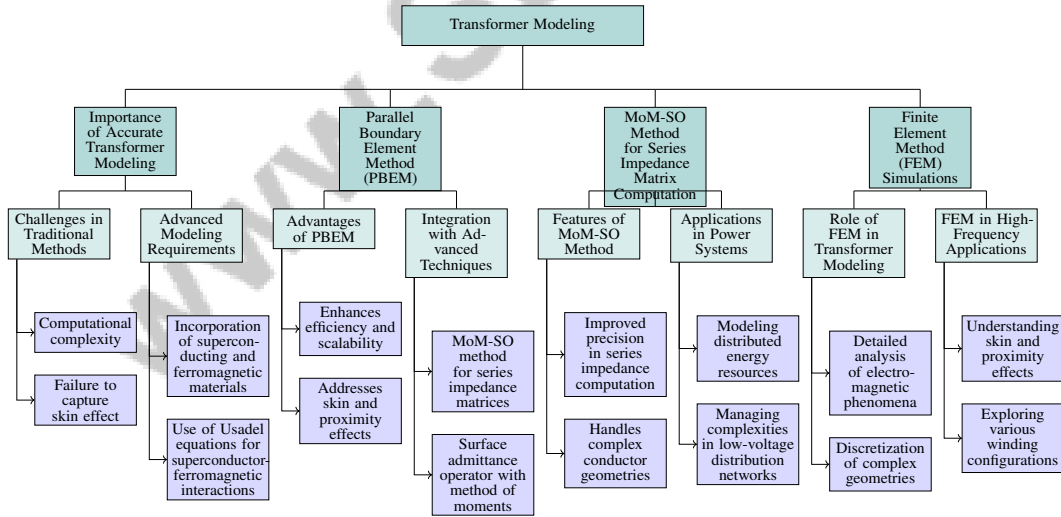 Transformer Modeling
Importance
of Accurate
Transformer
Modeling
Parallel
Boundary
Element
Method
(PBEM)
MoM-SO
Method
for Series
Impedance
Matrix
Computation
Finite
Element
Method
(FEM)
Simulations
Challenges in
Traditional
Methods
Advanced
Modeling
Requirements
Advantages
of PBEM
Integration
with Ad-
vanced
Techniques
Features of
MoM-SO
Method
Applications
in Power
Systems
Role of
FEM in
Transformer
Modeling
FEM in High-
Frequency
Applications
Computational
complexity
Failure to
capture
skin effect
Incorporation
of supercon-
ducting and
ferromagnetic
materials
Use of Usadel
equations for
superconductor-
ferromagnetic
interactions
Enhances
efficiency and
scalability
Addresses
skin and
proximity
effects
MoM-SO
method
for series
impedance
matrices
Surface
admittance
operator with
method of
moments
Improved
precision
in series
impedance
computation
Handles
complex
conductor
geometries
Modeling
distributed
energy
resources
Managing
complexities
in low-voltage
distribution
networks
Detailed
analysis
of electro-
magnetic
phenomena
Discretization
of complex
geometries
Understanding
skin and
proximity
effects
Exploring
various
winding
configurations